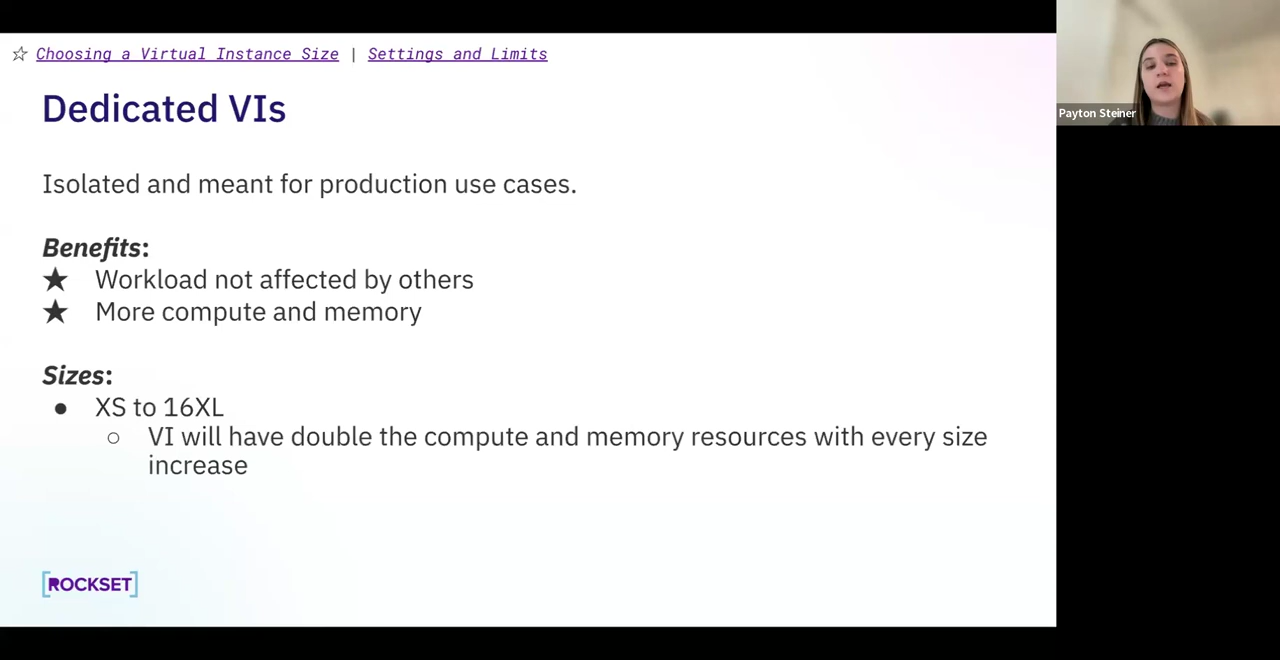 ☆ Choosing a Virtual Instance Size | Settings and Limits
Dedicated VIs
Isolated and meant for production use cases.
Benefits:
★ Workload not affected by others
★ More compute and memory
Sizes:
● XS to 16XL
○ VI will have double the compute and memory resources with every size
increase
[ROCKSET]
Payton Steiner